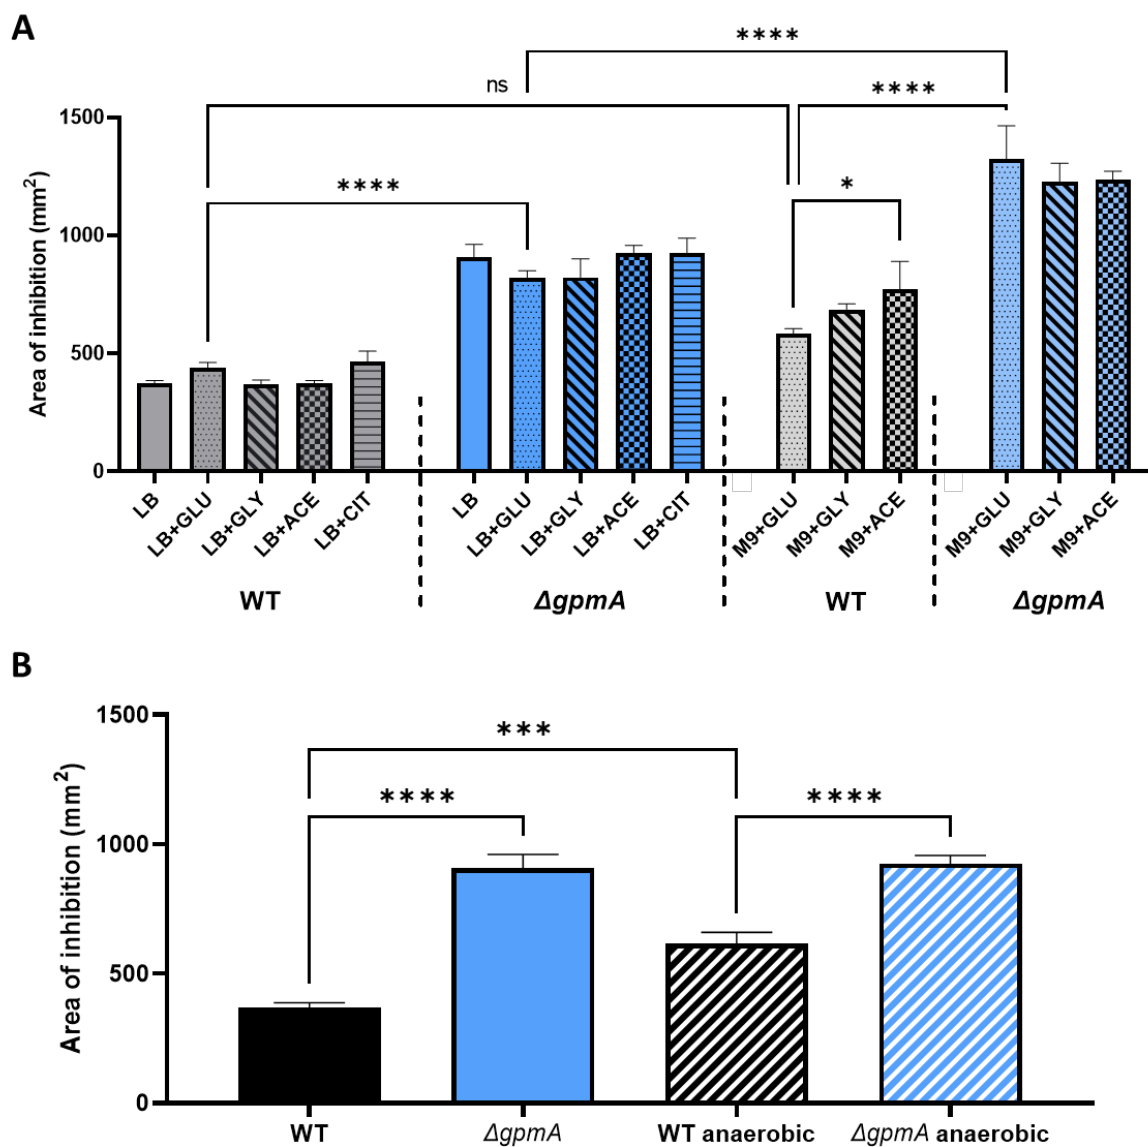 A
****
ns
****
****
*
Area of inhibition (mm²)
1500
1000
500
0
LB
LB+GLU
LB+GLY
LB+ACE
LB+CIT
LB
LB+GLU
LB+GLY
LB+ACE
LB+CIT
M9+GLU
M9+GLY
M9+ACE
M9+GLU
M9+GLY
M9+ACE
WT
ΔgpmA
WT
ΔgpmA
B
***
****
****
Area of inhibition (mm²)
1500
1000
500
0
WT
ΔgpmA
WT anaerobic
ΔgpmA anaerobic